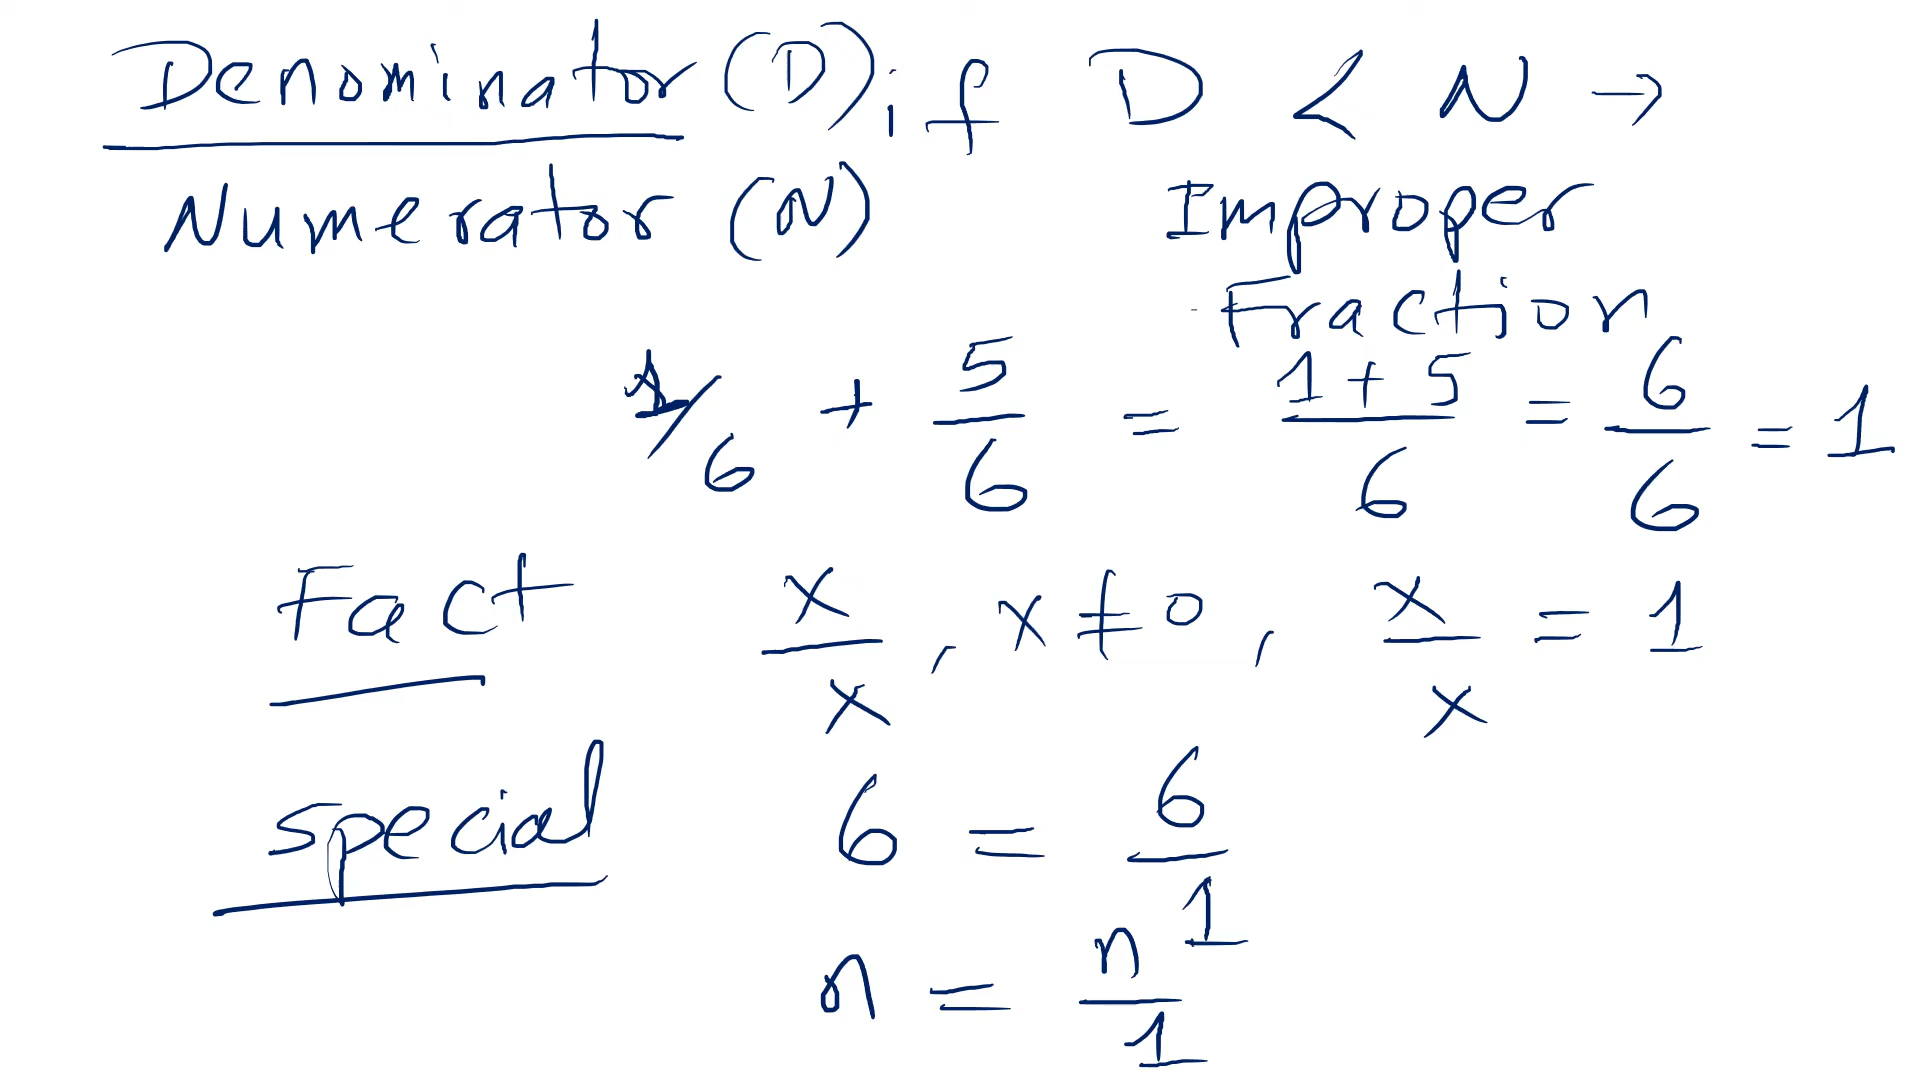 Denominator (D), if D < N →
Numerator (N) Improper
Fraction
1/6 + 5/6 = 1+5/6 = 6/6 = 1
Fact x/x, x ≠ 0, x/x = 1
special 6 = 6/1
n = n/1